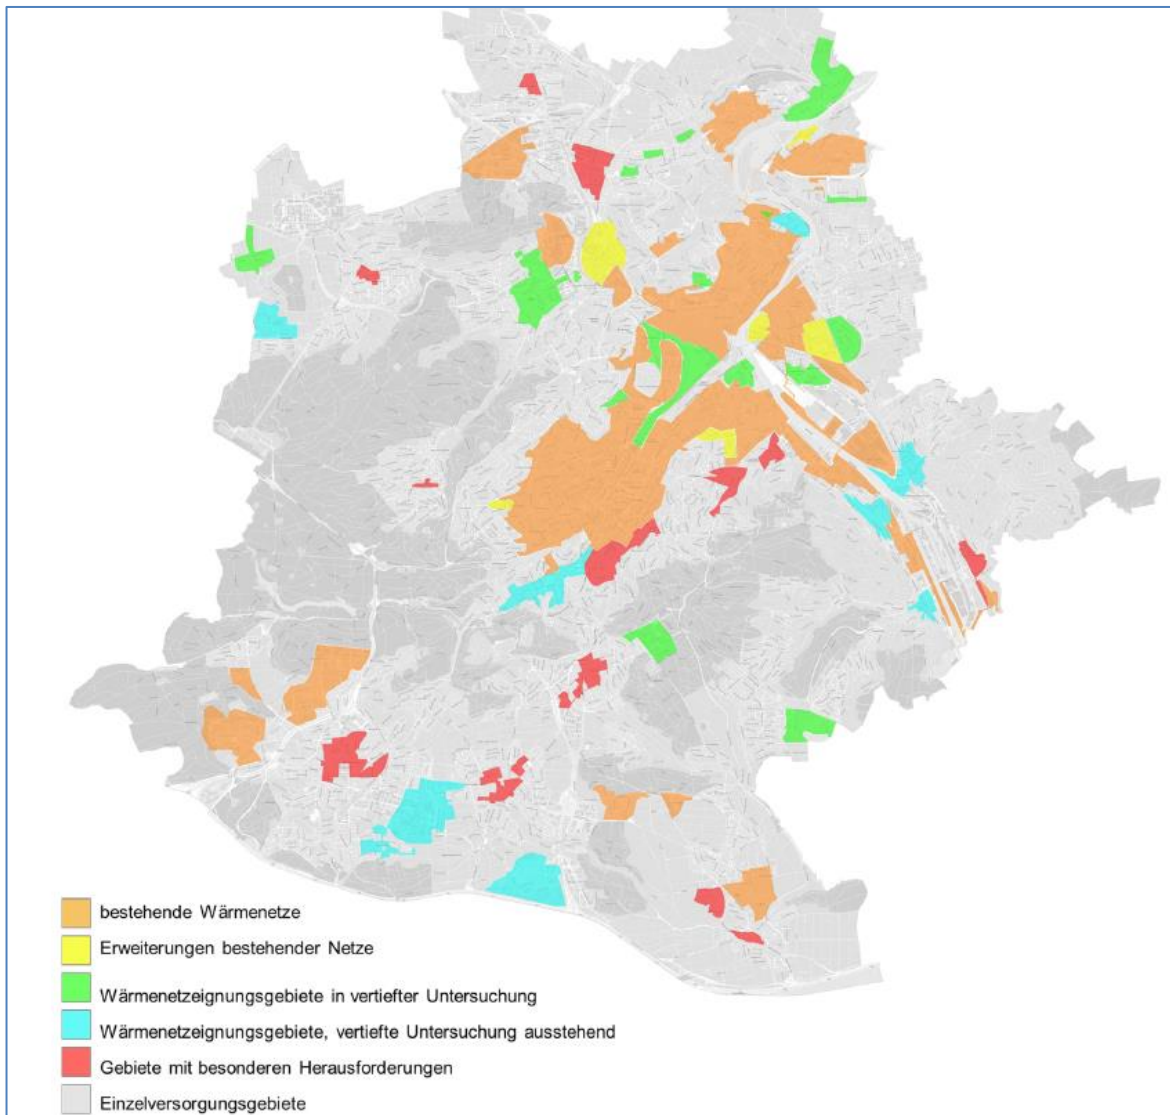 bestehende Wärmenetze
Erweiterungen bestehender Netze
Wärmenetzeignungsgebiete in vertiefter Untersuchung
Wärmenetzeignungsgebiete, vertiefte Untersuchung ausstehend
Gebiete mit besonderen Herausforderungen
Einzelversorgungsgebiete